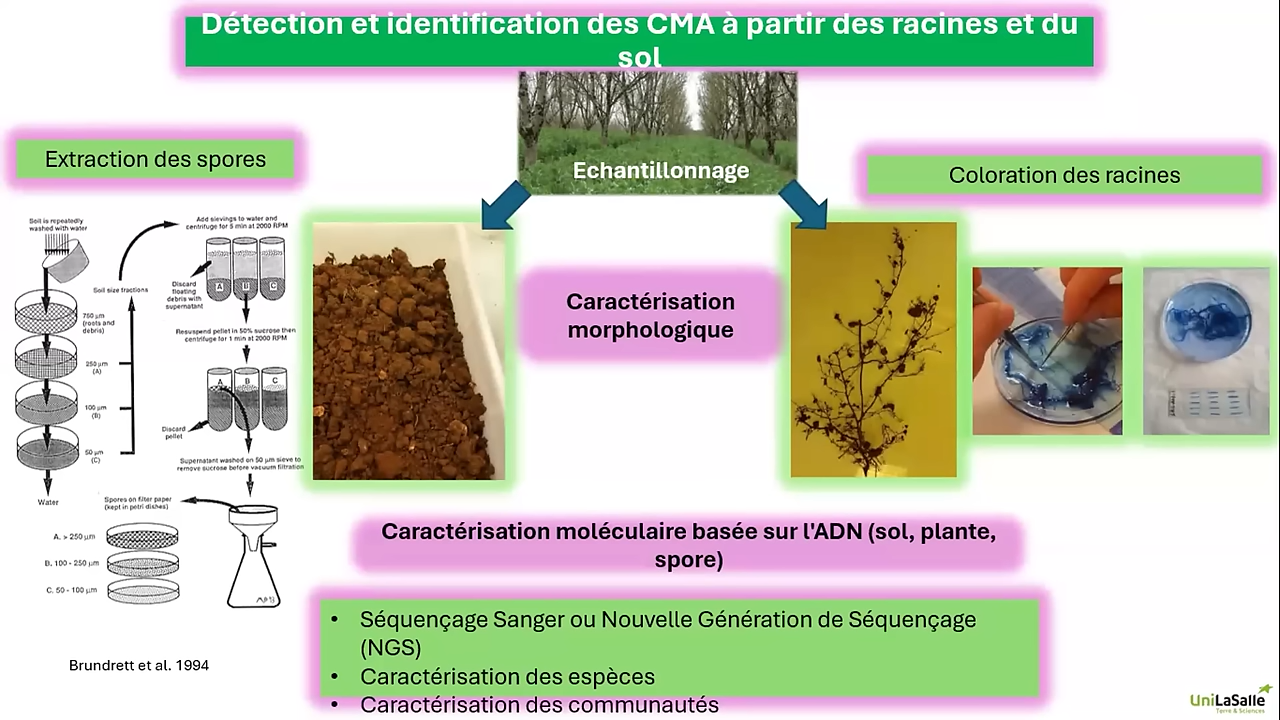 Détection et identification des CMA à partir des racines et du
sol
Extraction des spores
Echantillonnage
Coloration des racines
Soil is repeatedly
washed with water
Add sievings to water and
centrifuge for 5 min at 2000 RPM
Soil size fractions
Discard
floating
debris with
supernatant
A
B
C
750 µm
(roots and
debris)
250 µm
(A)
100 µm
(B)
50 µm
(C)
Water
Resuspend pellet in 50% sucrose then
centrifuge for 1 min at 2000 RPM
A
B
C
Discard
pellet
Supernatant washed on 50 µm sieve to
remove sucrose before vacuum filtration
Spores on filter paper
(kept in petri dishes)
A. > 250 µm
B. 100 - 250 µm
C. 50 - 100 µm
Brundrett et al. 1994
Caractérisation
morphologique
Caractérisation moléculaire basée sur l'ADN (sol, plante,
spore)
• Séquençage Sanger ou Nouvelle Génération de Séquençage
(NGS)
• Caractérisation des espèces
• Caractérisation des communautés
UniLaSalle
Terre & Sciences